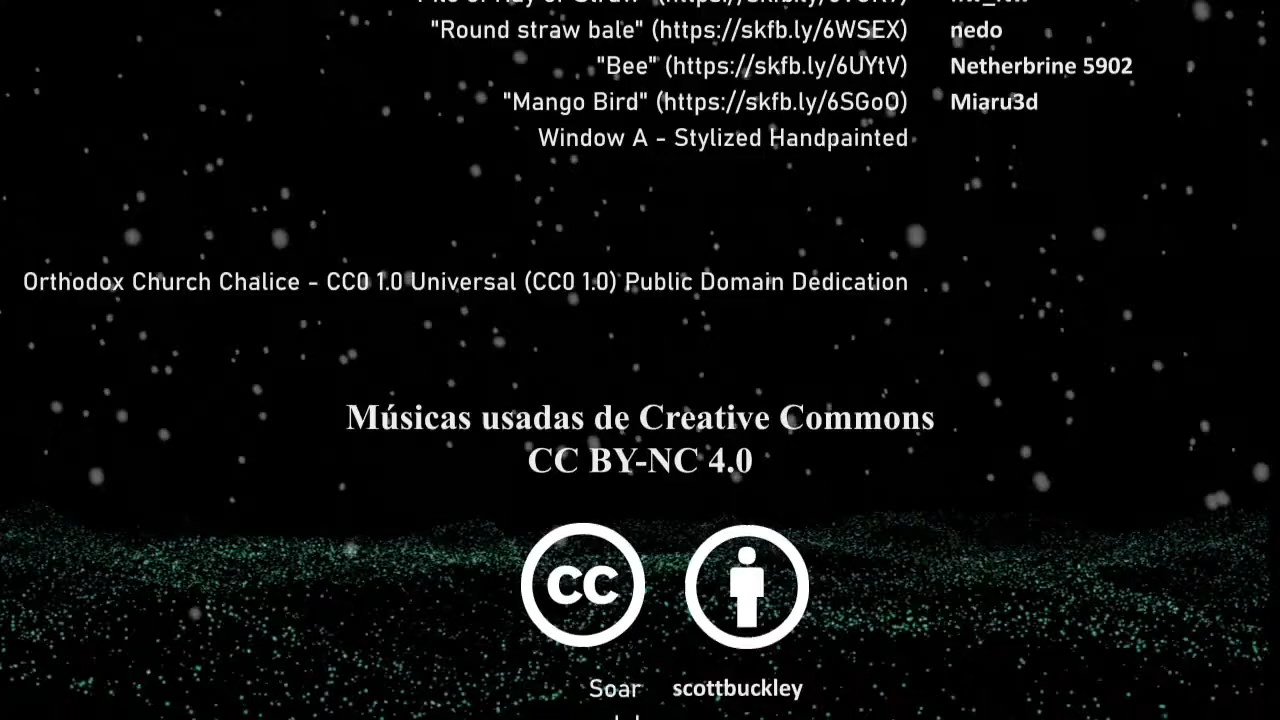 "Round straw bale" (https://skfb.ly/6WSEX) nedo
"Bee" (https://skfb.ly/6UYtV) Netherbrine 5902
"Mango Bird" (https://skfb.ly/6SGoO) Miaru3d
Window A - Stylized Handpainted
Orthodox Church Chalice - CC0 1.0 Universal (CC0 1.0) Public Domain Dedication
Músicas usadas de Creative Commons
CC BY-NC 4.0
CC
Soar scottbuckley